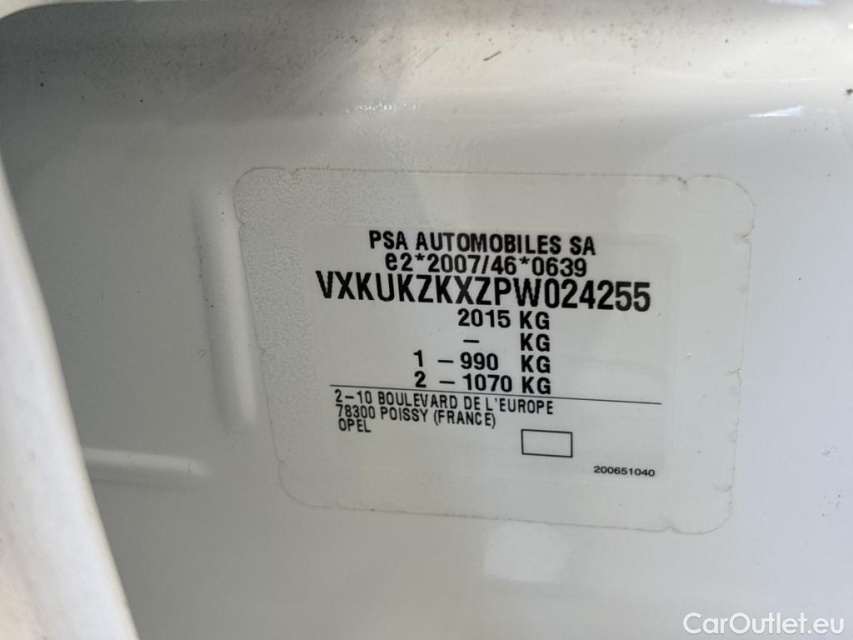 PSA AUTOMOBILES SA
e2*2007/46*0639
VXKUKZKXZPW024255
2015 KG
– KG
1 – 990 KG
2 – 1070 KG
2–10 BOULEVARD DE L'EUROPE
78300 POISSY (FRANCE)
OPEL
200651040
CarOutlet.eu